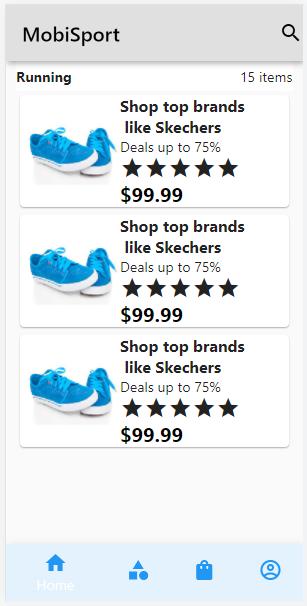 MobiSport
Running 15 items
Shop top brands
like Skechers
Deals up to 75%
$99.99
Shop top brands
like Skechers
Deals up to 75%
$99.99
Shop top brands
like Skechers
Deals up to 75%
$99.99
Home